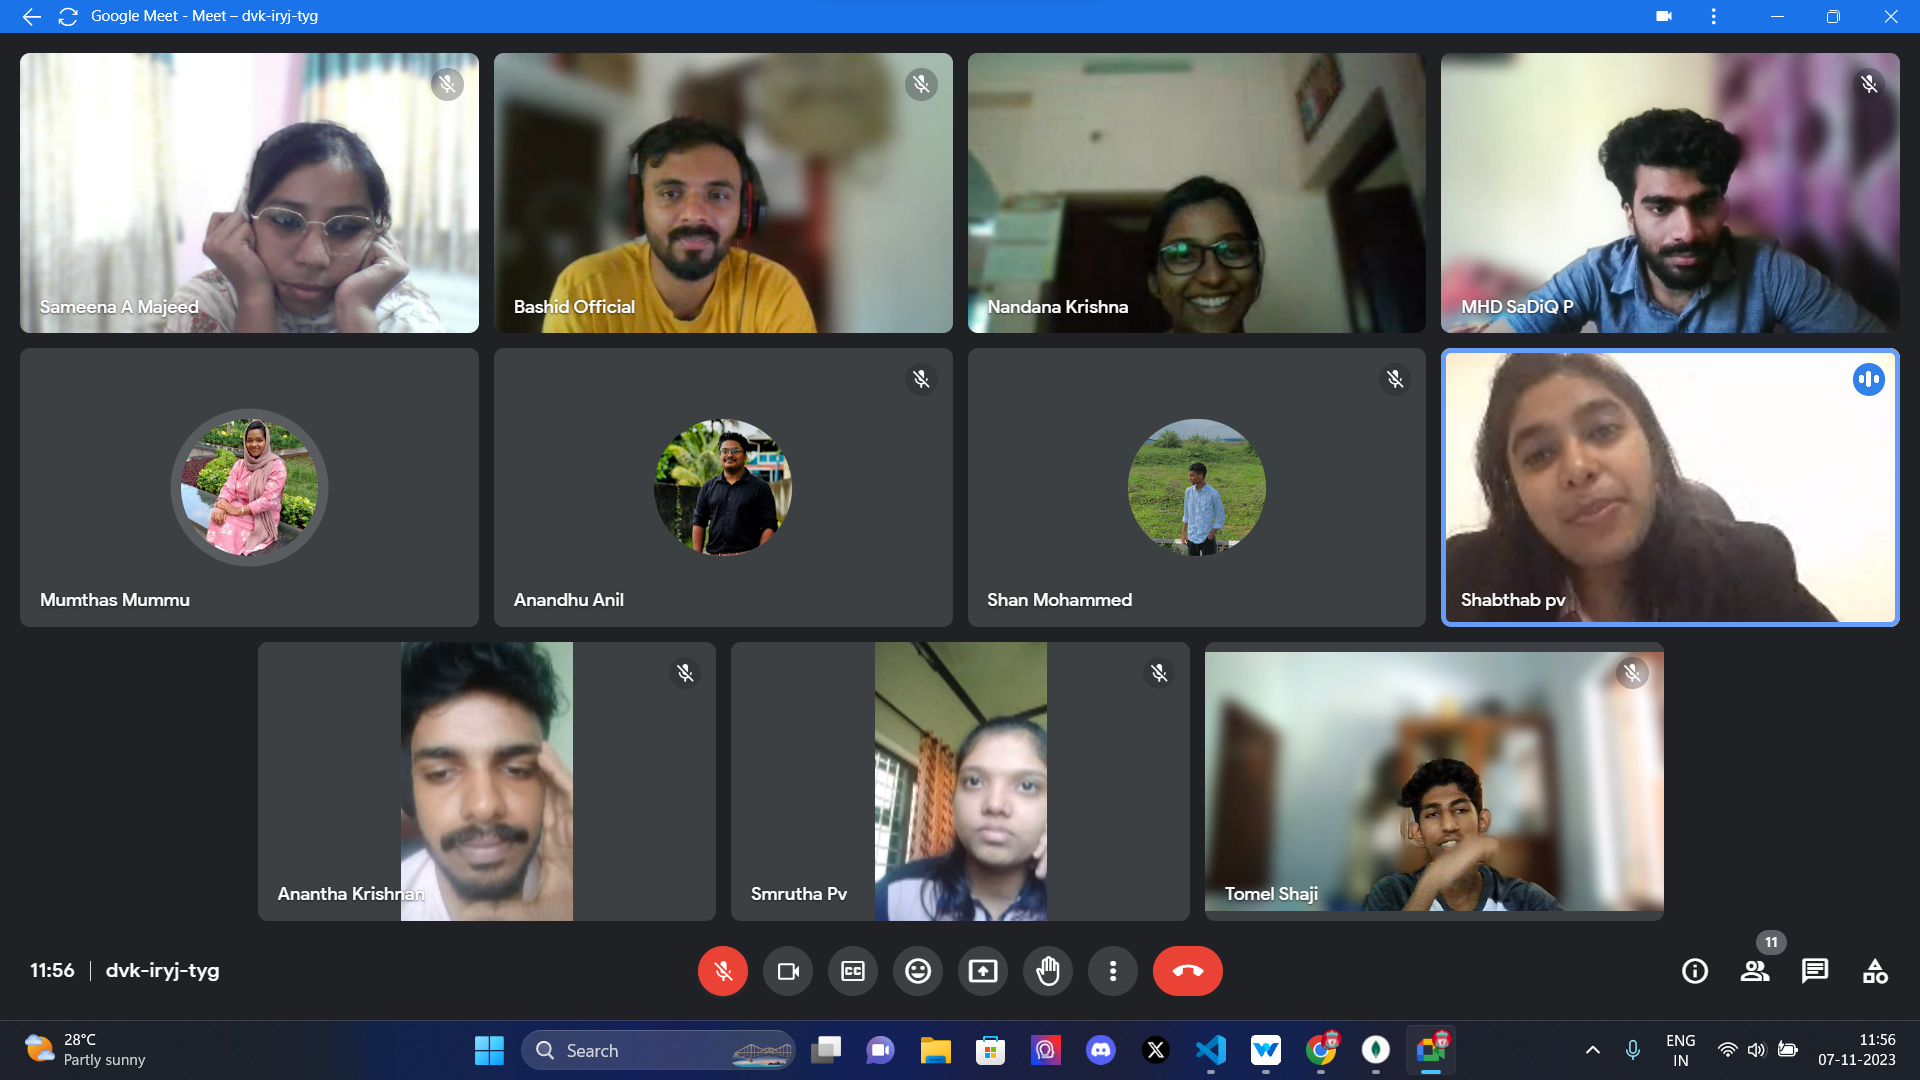 Google Meet - Meet – dvk-iryj-tyg
Sameena A Majeed
Bashid Official
Nandana Krishna
MHD SaDiQ P
Mumthas Mummu
Anandhu Anil
Shan Mohammed
Shabthab pv
Anantha Krishnan
Smrutha Pv
Tomel Shaji
11:56
dvk-iryj-tyg
CC
11
28°C
Partly sunny
Search
ENG
IN
11:56
07-11-2023